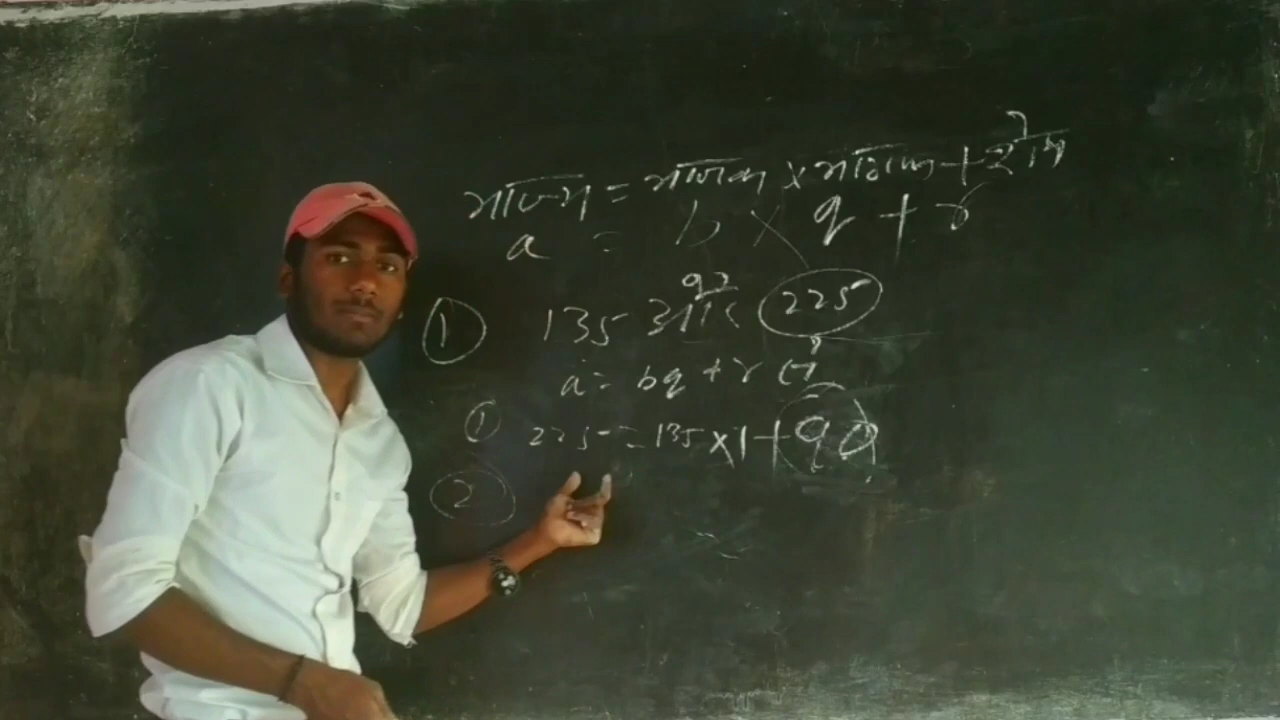 भाज्य = भाजक × भागफल + शेष
a = b × q + r
① 135 और 225
a = bq + r
① 225 = 135 × 1 + 90
②